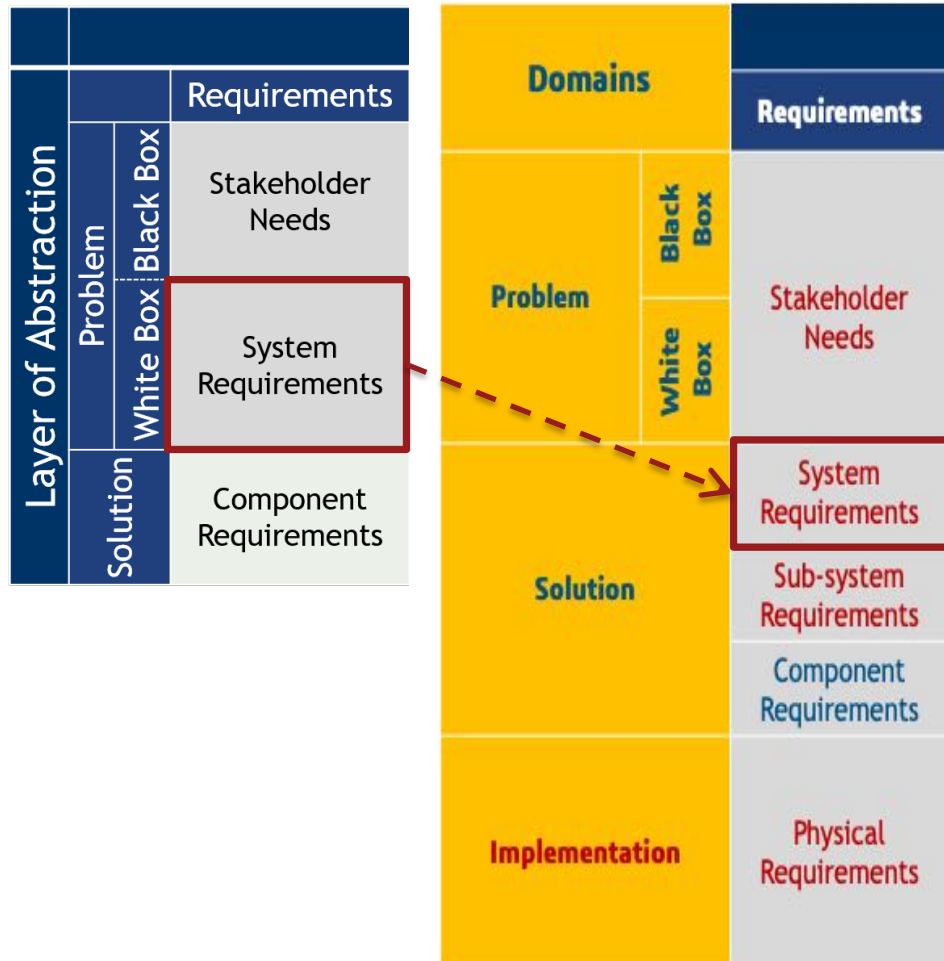 Requirements
Layer of Abstraction
Problem
Black Box
Stakeholder
Needs
White Box
System
Requirements
Solution
Component
Requirements
Domains
Requirements
Problem
Black
Box
White
Box
Stakeholder
Needs
Solution
System
Requirements
Sub-system
Requirements
Component
Requirements
Implementation
Physical
Requirements